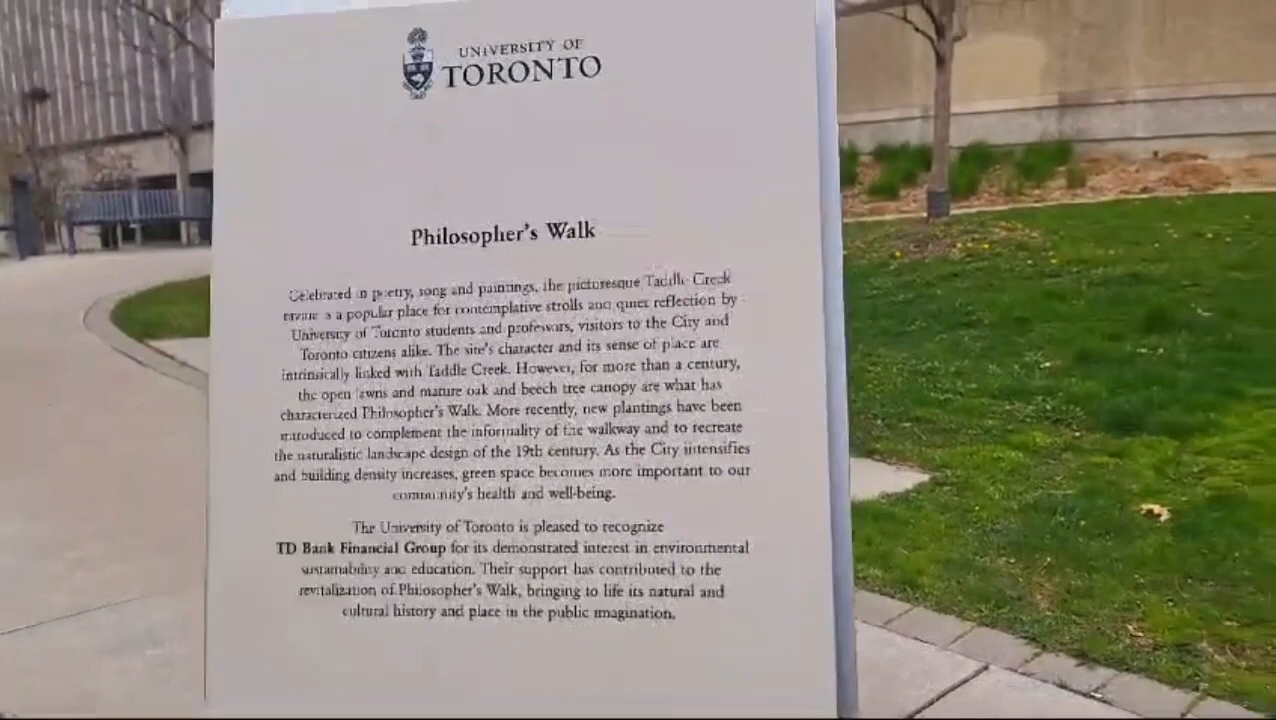 UNIVERSITY OF
TORONTO
Philosopher's Walk
Celebrated in poetry, song and paintings, the picturesque Taddle Creek
ravine is a popular place for contemplative strolls and quiet reflection by
University of Toronto students and professors, visitors to the City and
Toronto citizens alike. The site's character and its sense of place are
intrinsically linked with Taddle Creek. However, for more than a century,
the open lawns and mature oak and beech tree canopy are what has
characterized Philosopher's Walk. More recently, new plantings have been
introduced to complement the informality of the walkway and to recreate
the naturalistic landscape design of the 19th century. As the City intensifies
and building density increases, green space becomes more important to our
community's health and well-being.
The University of Toronto is pleased to recognize
TD Bank Financial Group for its demonstrated interest in environmental
sustainability and education. Their support has contributed to the
revitalization of Philosopher's Walk, bringing to life its natural and
cultural history and place in the public imagination.